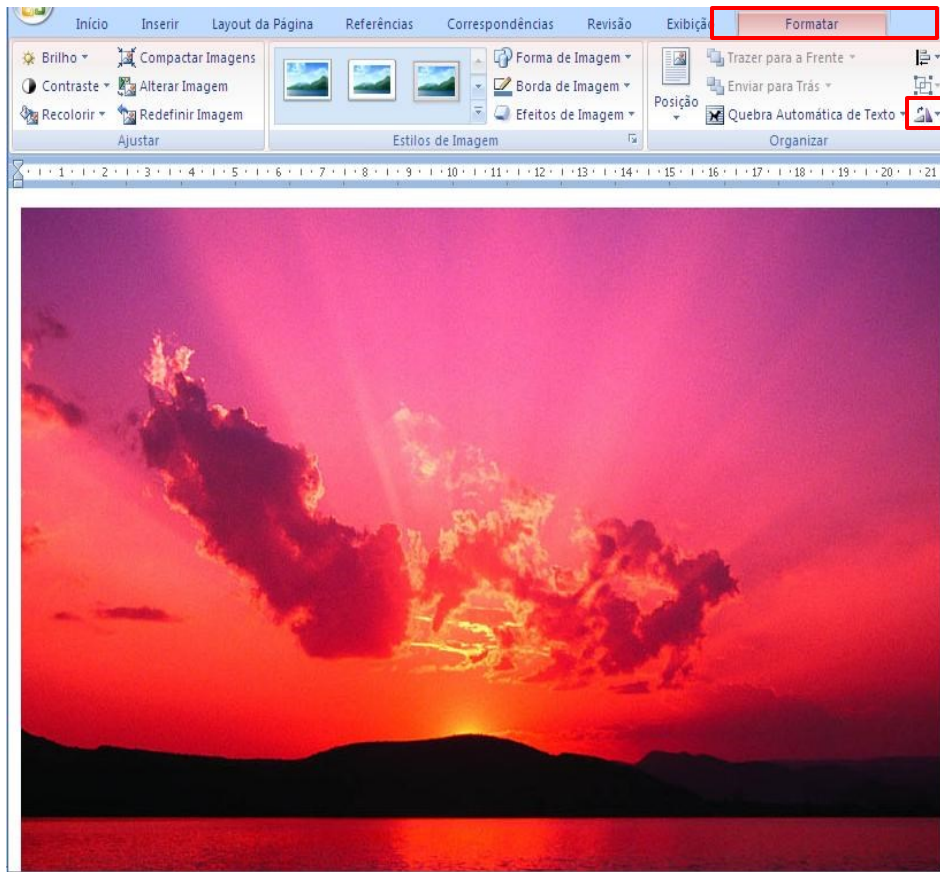 Início Inserir Layout da Página Referências Correspondências Revisão Exibição Formatar
Brilho Compactar Imagens Forma de Imagem Trazer para a Frente
Contraste Alterar Imagem Borda de Imagem Enviar para Trás
Recolorir Redefinir Imagem Efeitos de Imagem Posição Quebra Automática de Texto
Ajustar Estilos de Imagem Organizar
1 2 3 4 5 6 7 8 9 10 11 12 13 14 15 16 17 18 19 20 21